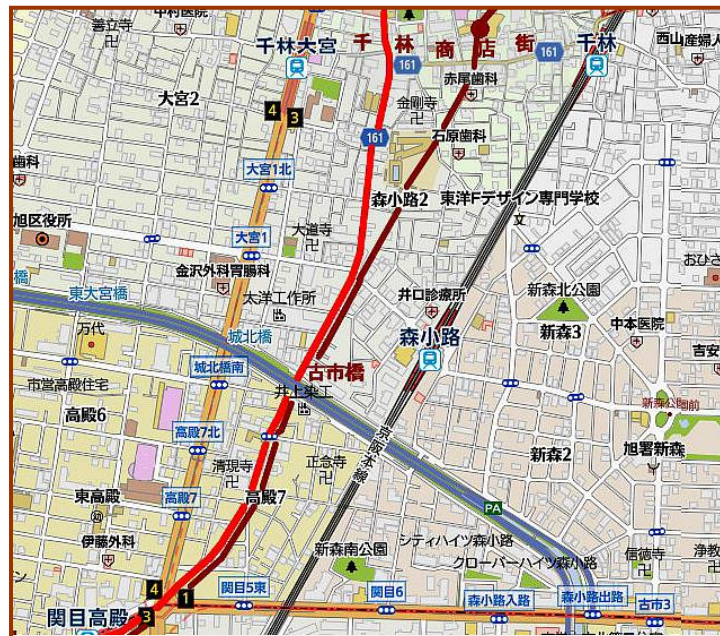 善立寺
中村医院
千林大宮
千林商店街
161
161
千林
西山産婦人
赤尾歯科
大宮2
金剛寺
4
3
石原歯科
161
歯科
大宮1北
森小路2
東洋Fデザイン専門学校
文
旭区役所
大宮1
大道寺
金沢外科胃腸科
おひさ
橋
東大宮橋
太洋工作所
井口診療所
新森北公園
城北橋
新森3
中本医院
万代
森小路
吉安
城北橋南
古市橋
市営高殿住宅
井上染工
高殿6
新森公園前
高殿7北
京阪本線
新森2
旭署新森
清現寺
正念寺
東高殿
高殿7
高殿7
PA
伊藤外科
新森南公園
シティハイツ森小路
信徳寺
浄教
クローバーハイツ森小路
4
1
関目5東
関目6
森小路入路
森小路出路
古市3
関目高殿
3